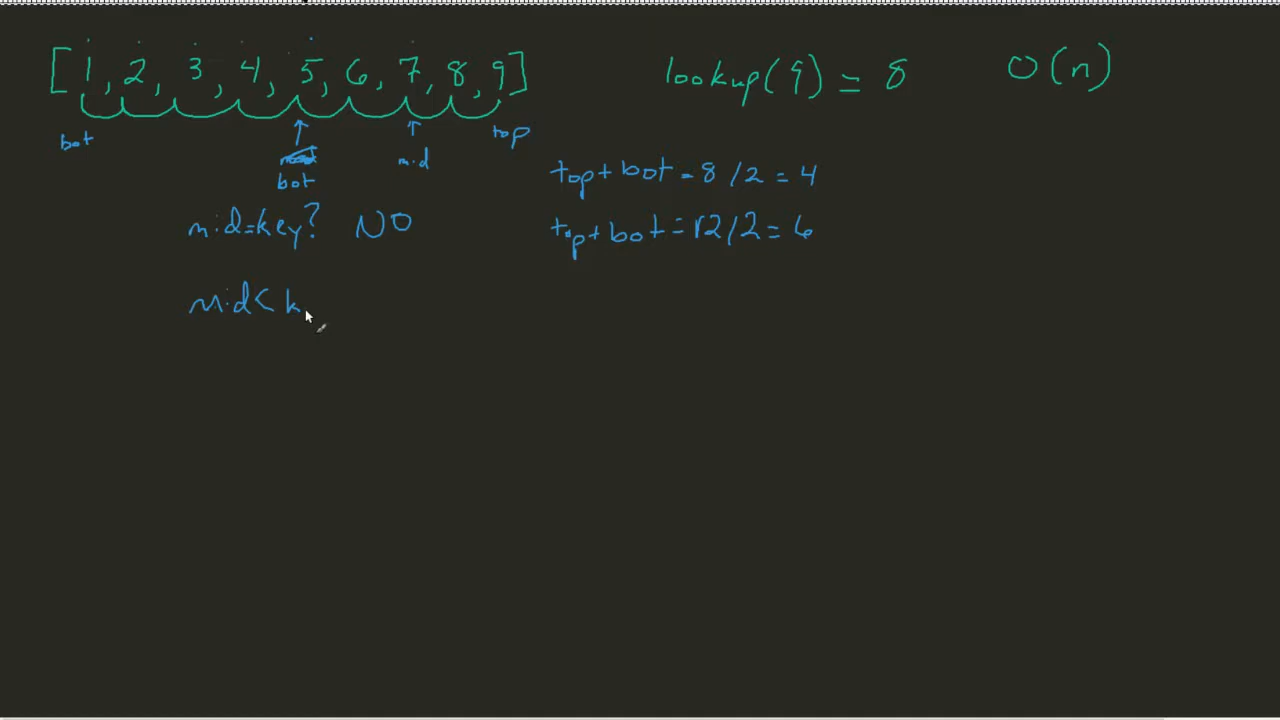 [1, 2, 3, 4, 5, 6, 7, 8, 9] lookup(9) = 8 O(n)
bot mid top
bot
top + bot = 8 / 2 = 4
mid=key? NO top + bot = 12 / 2 = 6
mid< k